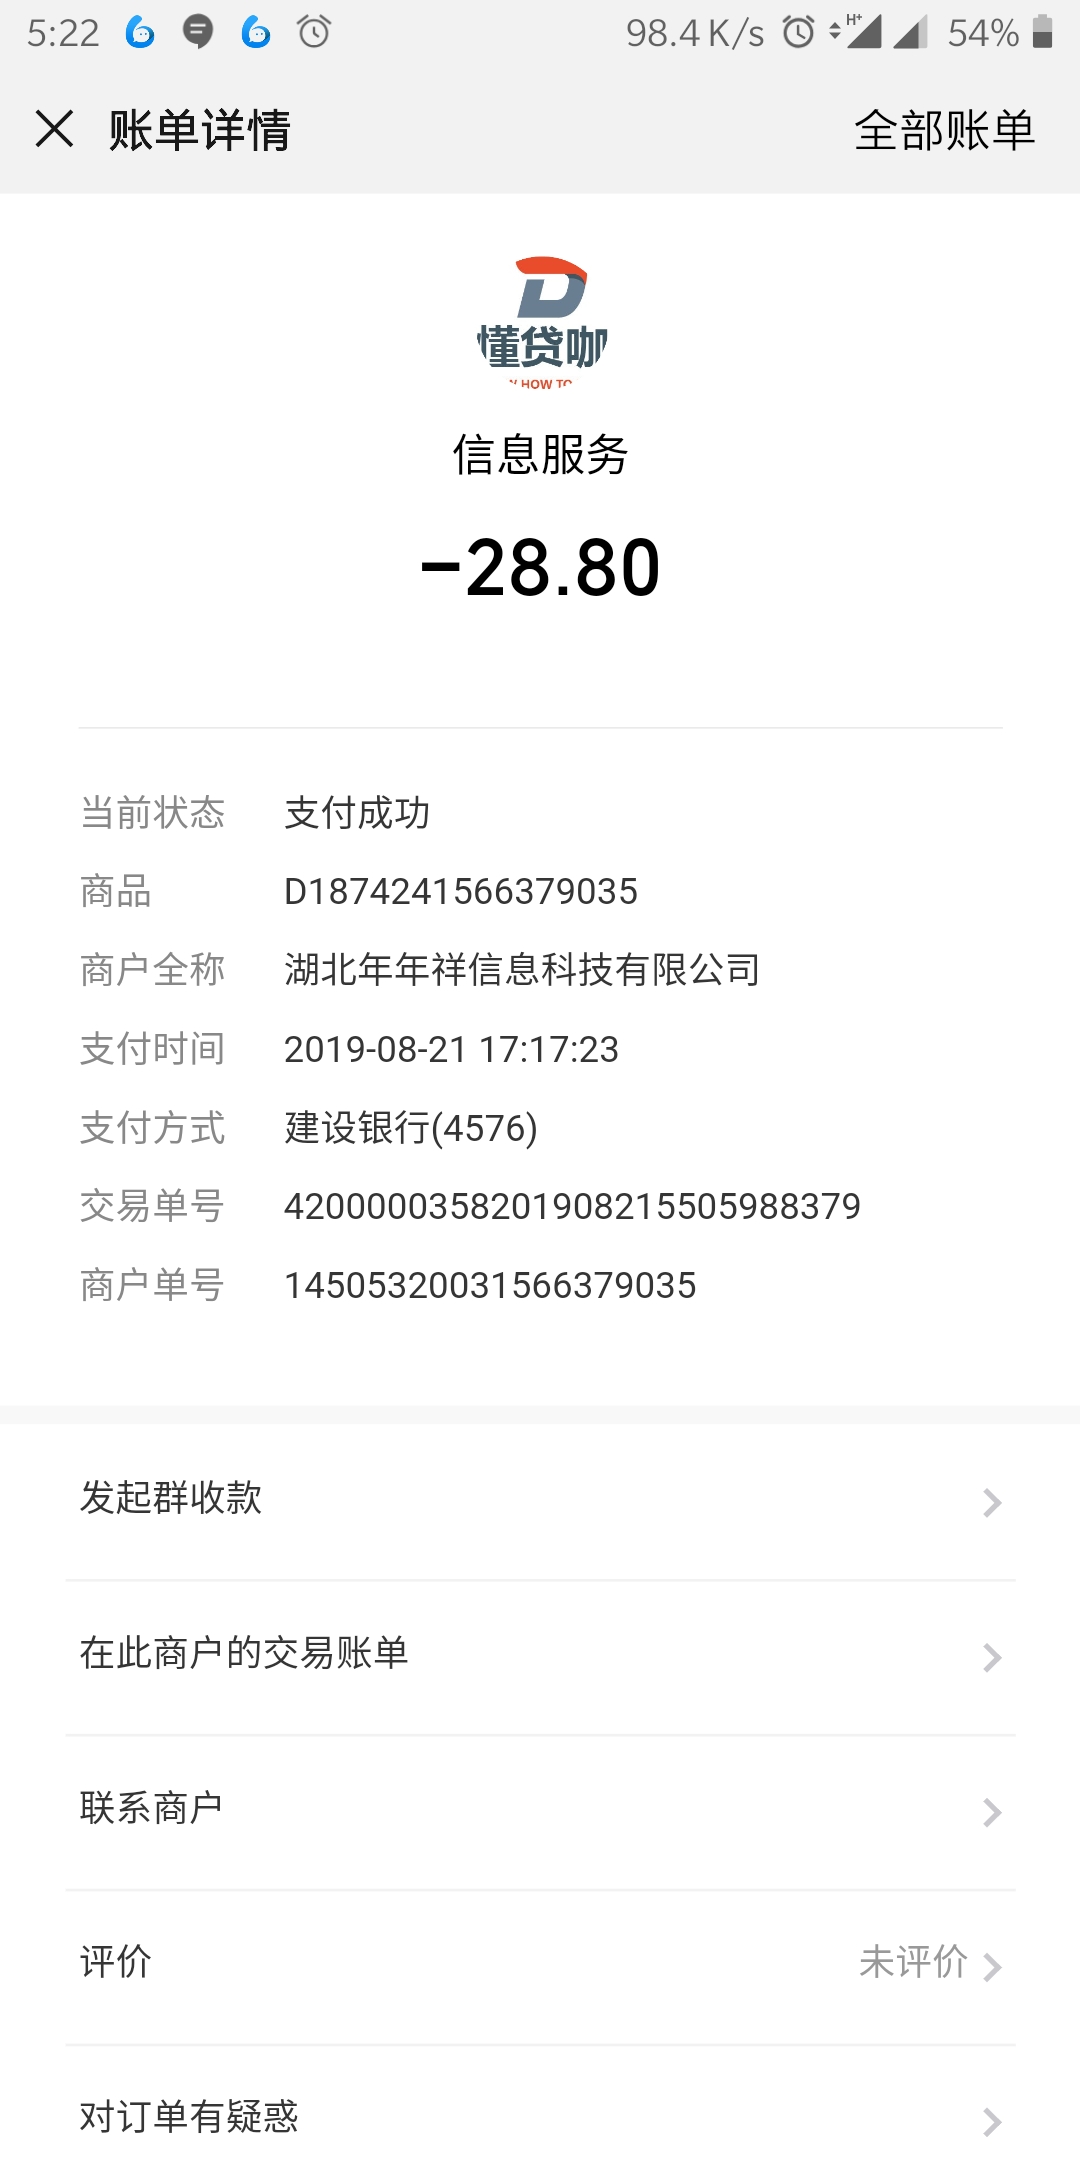 5:22 98.4 K/s H+ 54%
账单详情 全部账单
懂贷咖
HOW TO
信息服务
-28.80
当前状态 支付成功
商品 D1874241566379035
商户全称 湖北年年祥信息科技有限公司
支付时间 2019-08-21 17:17:23
支付方式 建设银行(4576)
交易单号 4200000358201908215505988379
商户单号 14505320031566379035
发起群收款
在此商户的交易账单
联系商户
评价 未评价
对订单有疑惑